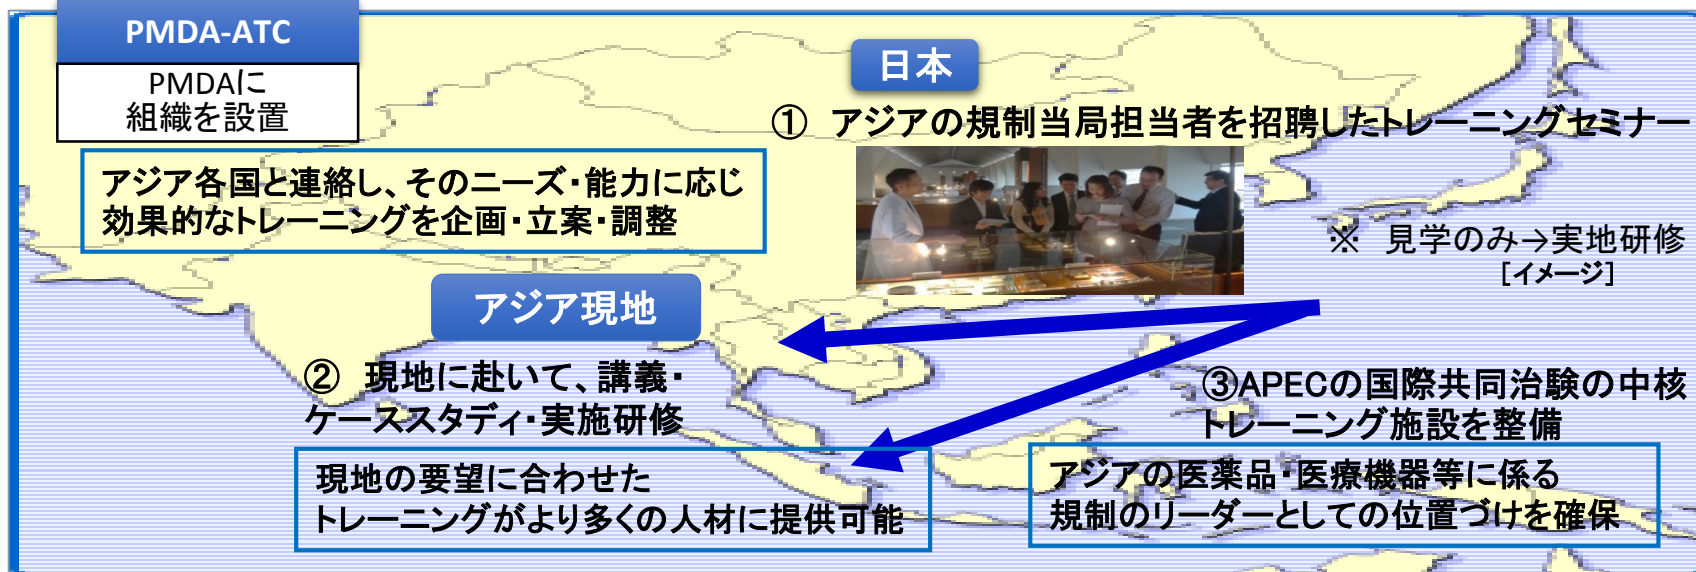 PMDA-ATC
PMDAに
組織を設置
アジア各国と連絡し、そのニーズ・能力に応じ
効果的なトレーニングを企画・立案・調整
日本
① アジアの規制当局担当者を招聘したトレーニングセミナー
※ 見学のみ→実地研修
[イメージ]
アジア現地
② 現地に赴いて、講義・
ケーススタディ・実施研修
現地の要望に合わせた
トレーニングがより多くの人材に提供可能
③APECの国際共同治験の中核
トレーニング施設を整備
アジアの医薬品・医療機器等に係る
規制のリーダーとしての位置づけを確保